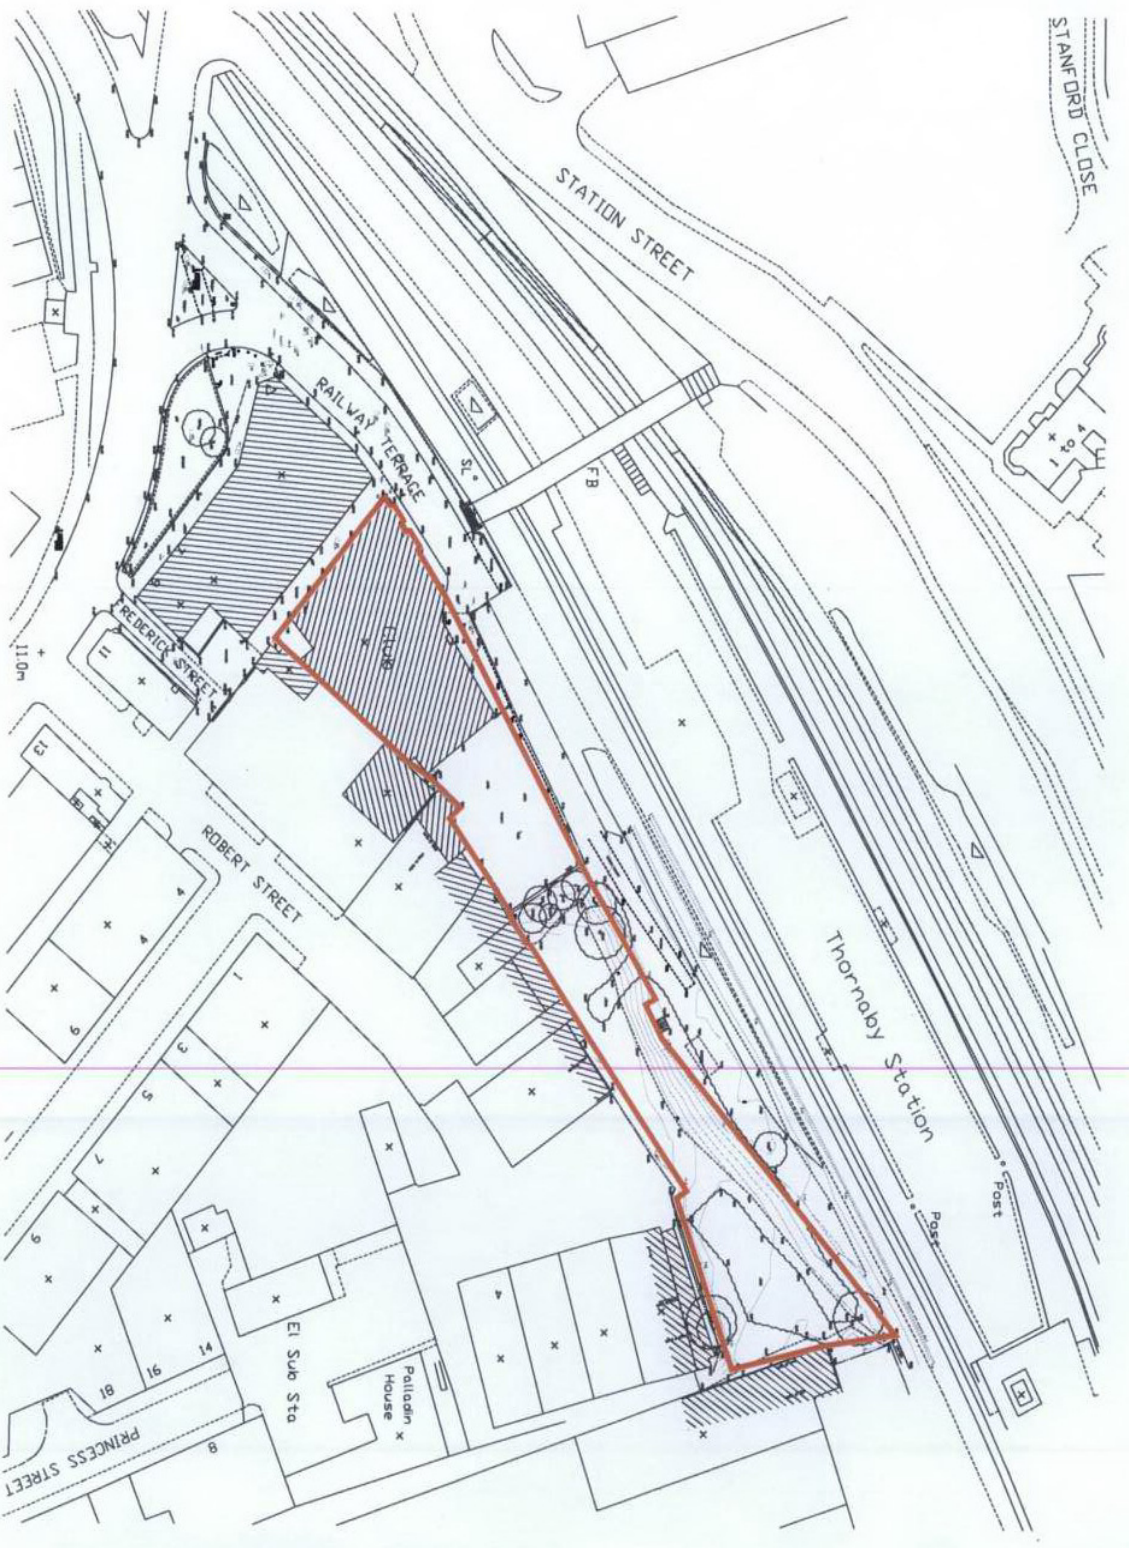 STANFORD CLOSE
STATION STREET
1 to 4
RAILWAY TERRACE
SL
FB
Club
FREDERICK STREET
11
11.0m
13
ROBERT STREET
4
4
6
1
3
5
7
9
Thornaby Station
Post
Post
4
El Sub Sta
Palladin
House
14
16
18
8
PRINCESS STREET